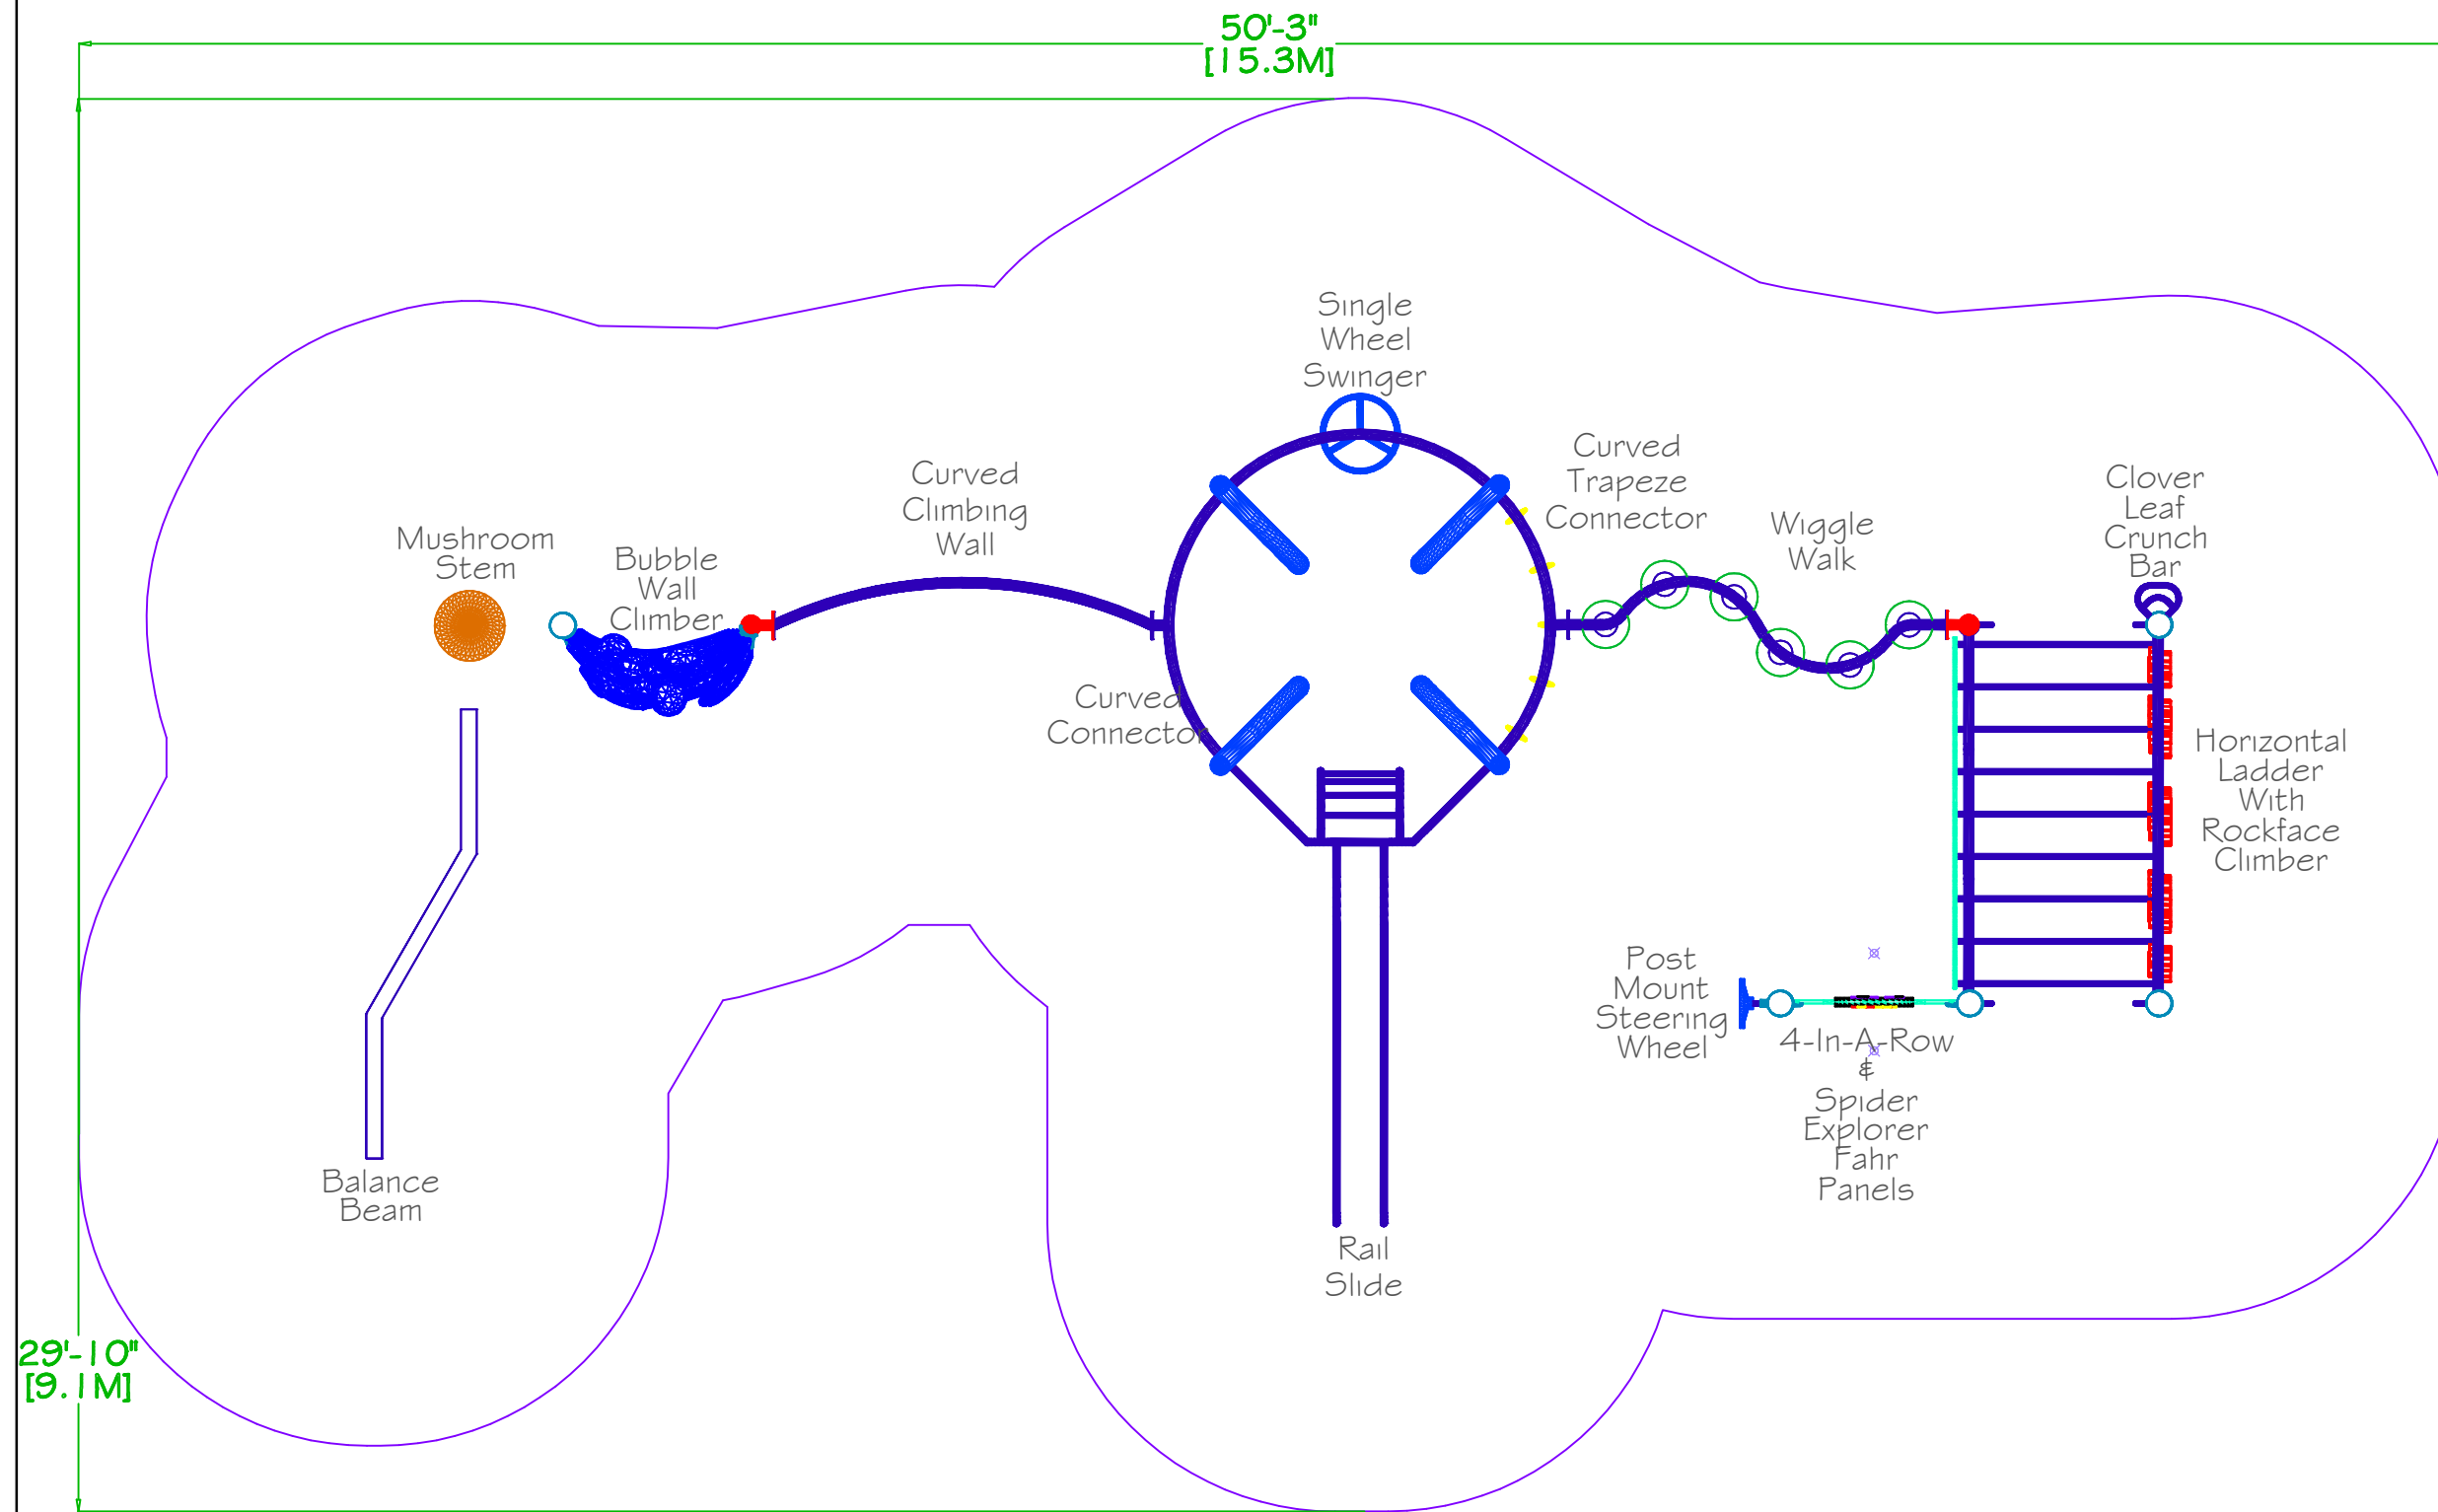 50'-3"
[15.3M]
Single
Wheel
Swinger
Curved
Trapeze
Connector
Curved
Climbing
Wall
Clover
Leaf
Crunch
Bar
Wiggle
Walk
Mushroom
Stem
Bubble
Wall
Climber
Curved
Connector
Horizontal
Ladder
With
Rockface
Climber
Post
Mount
Steering
Wheel
4-In-A-Row
&
Spider
Explorer
Fahr
Panels
Balance
Beam
Rail
Slide
29'-10"
[9.1M]